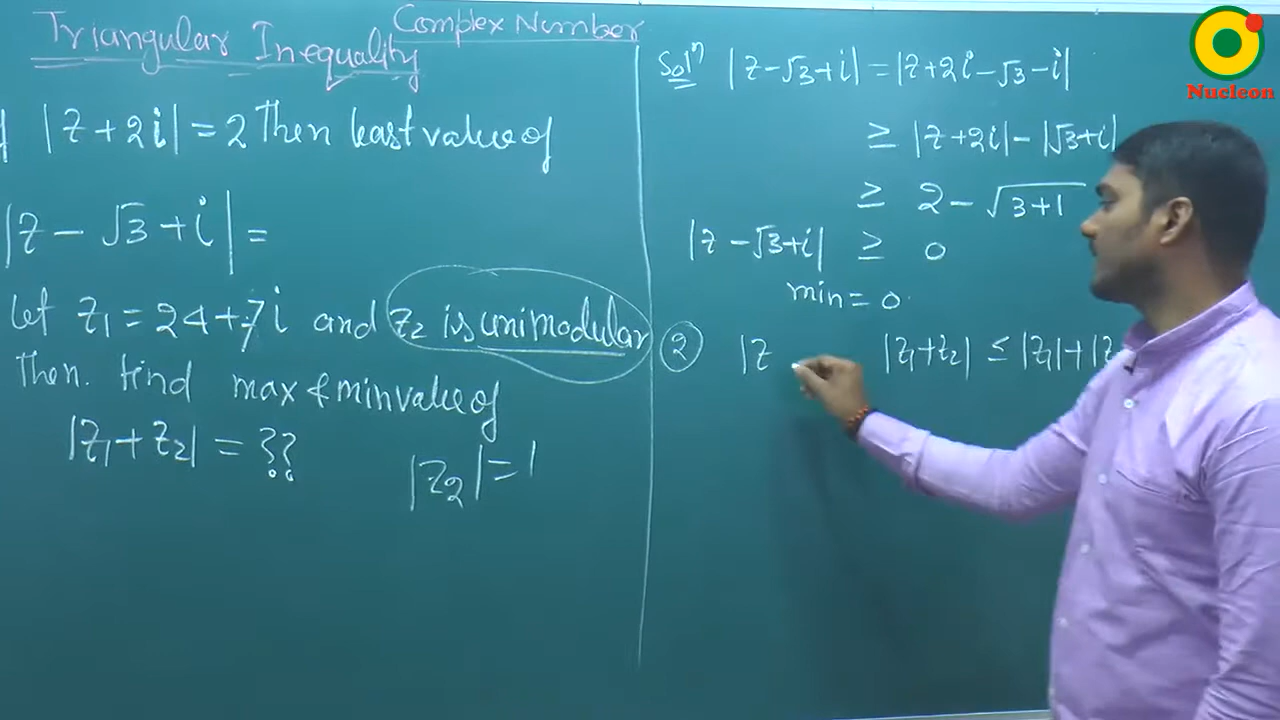 Triangular Inequality
Complex Number
|z + 2i| = 2 Then least value of
|z - √3 + i| =
Let z₁ = 24 + 7i and z₂ is unimodular
Then. find max & min value of
|z₁ + z₂| = ??
|z₂| = 1
Solⁿ |z - √3 + i| = |z + 2i - √3 - i|
≥ |z + 2i| - |√3 + i|
≥ 2 - √3+1
|z - √3 + i| ≥ 0
min = 0
② |z |z₁ + z₂| ≤ |z₁| + |z
Nucleon